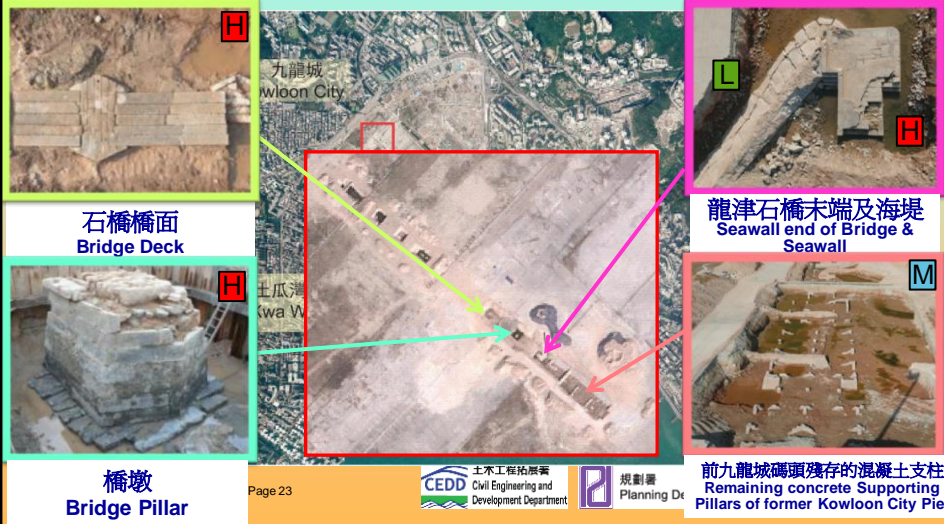 H
石橋橋面
Bridge Deck
H
橋墩
Bridge Pillar
九龍城
wloon City
土瓜灣
Kwa W
L
H
龍津石橋末端及海堤
Seawall end of Bridge &
Seawall
M
前九龍城碼頭殘存的混凝土支柱
Remaining concrete Supporting
Pillars of former Kowloon City Pie
Page 23
土木工程拓展署
CEDD
Civil Engineering and
Development Department
規劃署
Planning De